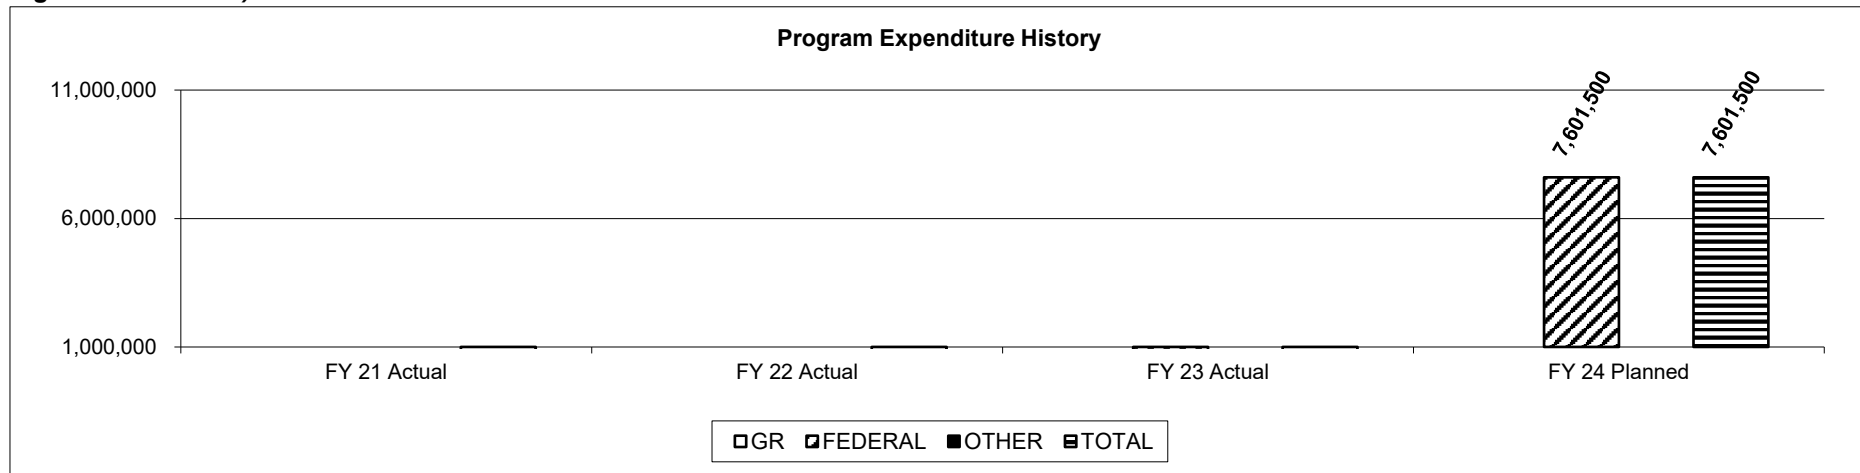 Program Expenditure History
11,000,000
6,000,000
1,000,000
7,601,500
7,601,500
FY 21 Actual
FY 22 Actual
FY 23 Actual
FY 24 Planned
GR FEDERAL OTHER TOTAL